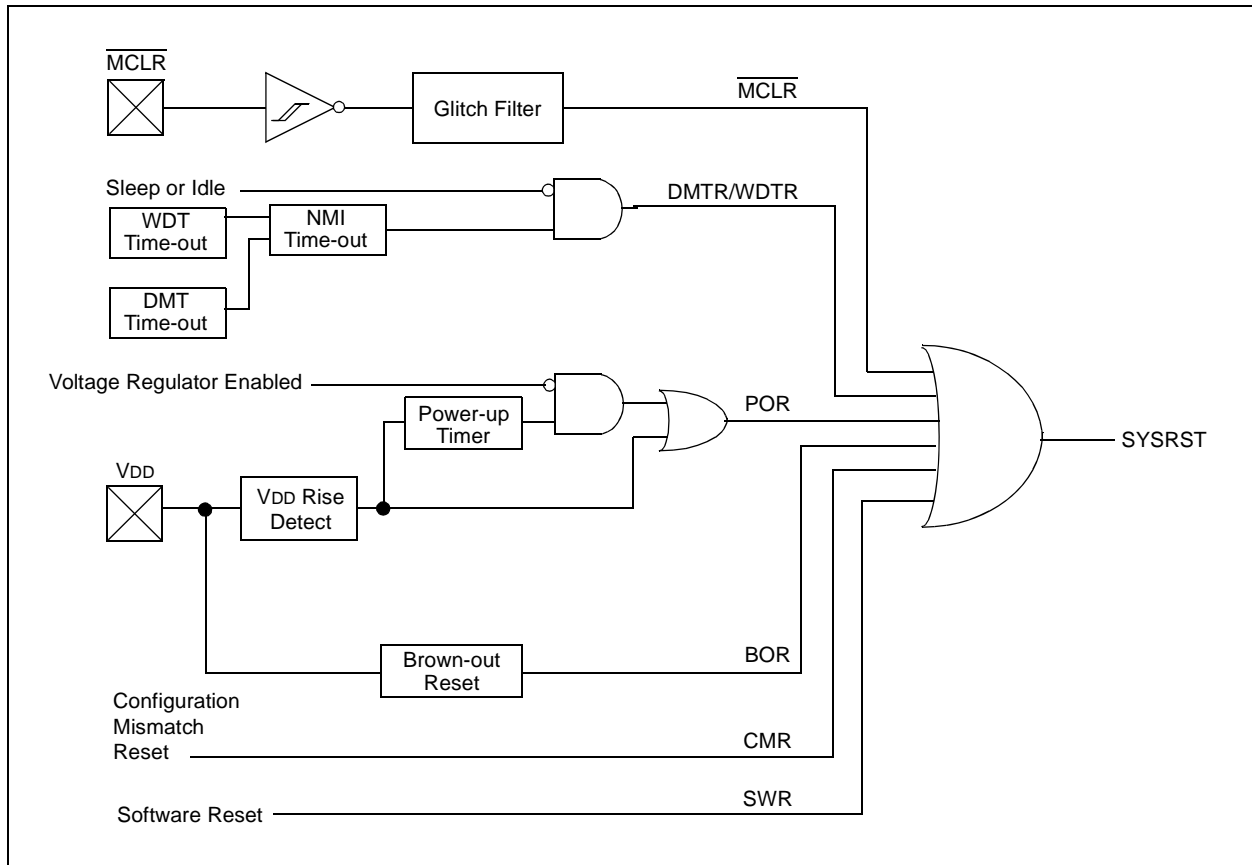 MCLR
Glitch Filter
MCLR
Sleep or Idle
DMTR/WDTR
WDT
Time-out
NMI
Time-out
DMT
Time-out
Voltage Regulator Enabled
Power-up
Timer
POR
SYSRST
VDD
VDD Rise
Detect
Brown-out
Reset
BOR
Configuration
Mismatch
Reset
CMR
Software Reset
SWR